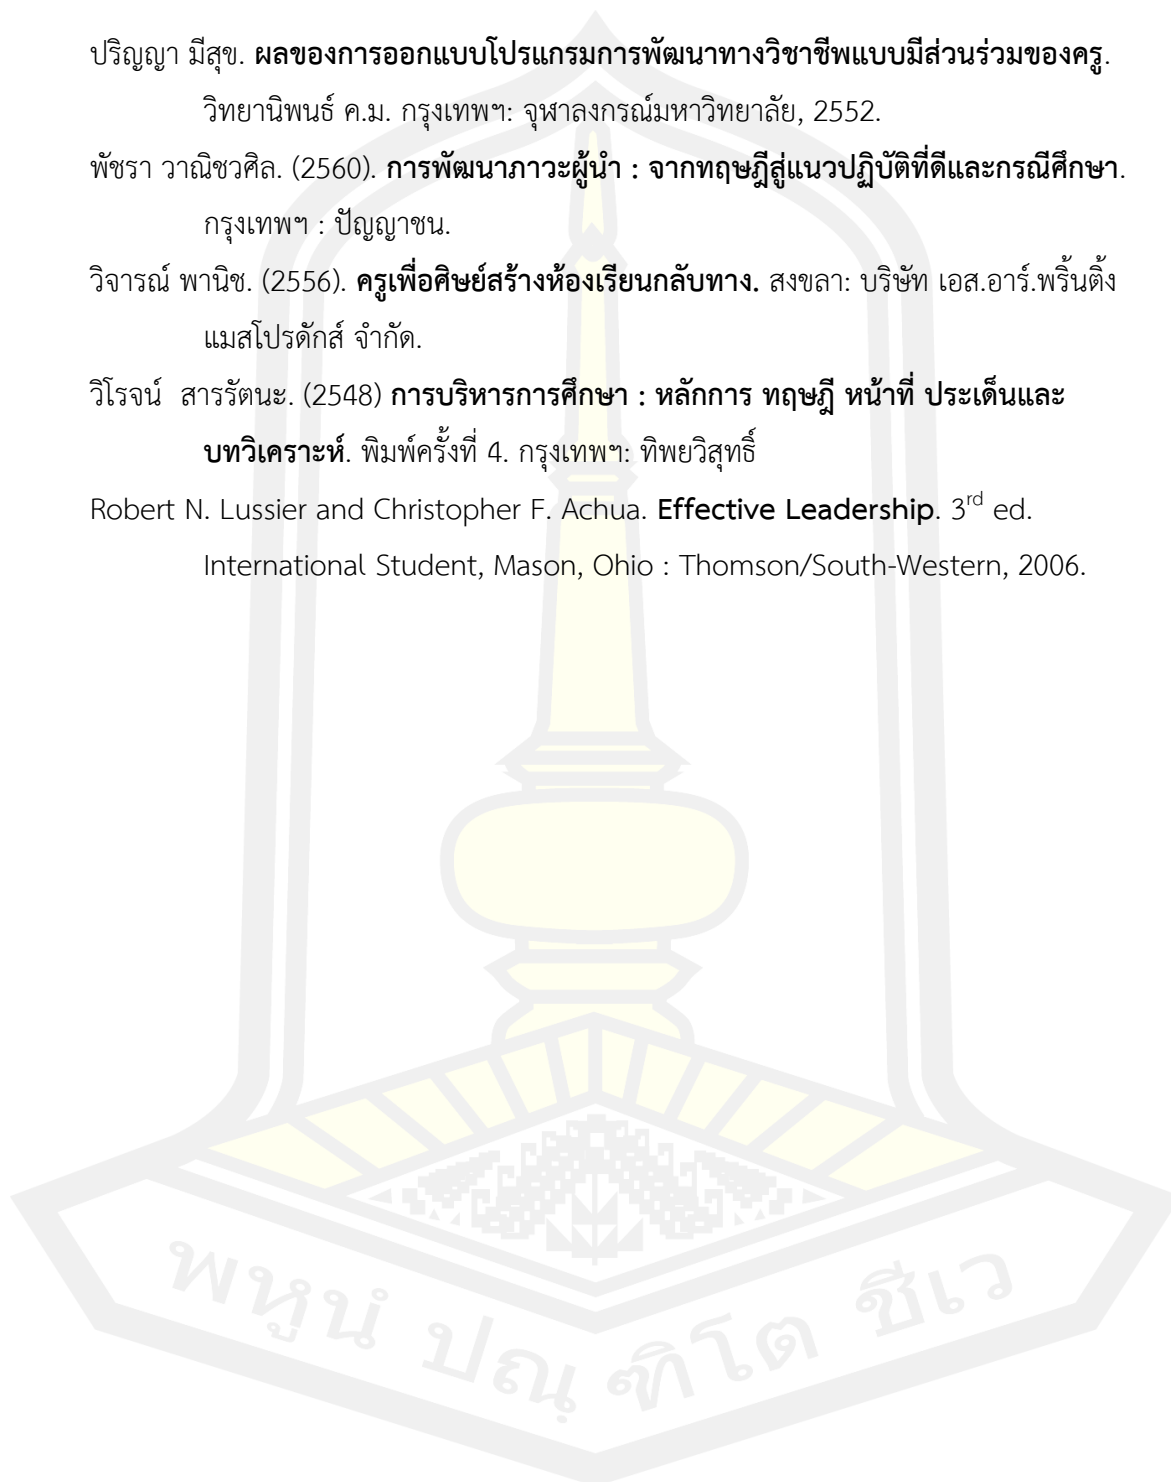 ปริญญา มีสุข. ผลของการออกแบบโปรแกรมการพัฒนาทางวิชาชีพแบบมีส่วนร่วมของครู.
วิทยานิพนธ์ ค.ม. กรุงเทพฯ: จุฬาลงกรณ์มหาวิทยาลัย, 2552.
พัชรา วาณิชวศิล. (2560). การพัฒนาภาวะผู้นำ : จากทฤษฎีสู่แนวปฏิบัติที่ดีและกรณีศึกษา.
กรุงเทพฯ : ปัญญาชน.
วิจารณ์ พานิช. (2556). ครูเพื่อศิษย์สร้างห้องเรียนกลับทาง. สงขลา: บริษัท เอส.อาร์.พริ้นติ้ง
แมสโปรดักส์ จำกัด.
วิโรจน์ สารรัตนะ. (2548) การบริหารการศึกษา : หลักการ ทฤษฎี หน้าที่ ประเด็นและ
บทวิเคราะห์. พิมพ์ครั้งที่ 4. กรุงเทพฯ: ทิพยวิสุทธิ์
Robert N. Lussier and Christopher F. Achua. Effective Leadership. 3rd ed.
International Student, Mason, Ohio : Thomson/South-Western, 2006.
พหูนํ ปณฺฑิโต ชีเว